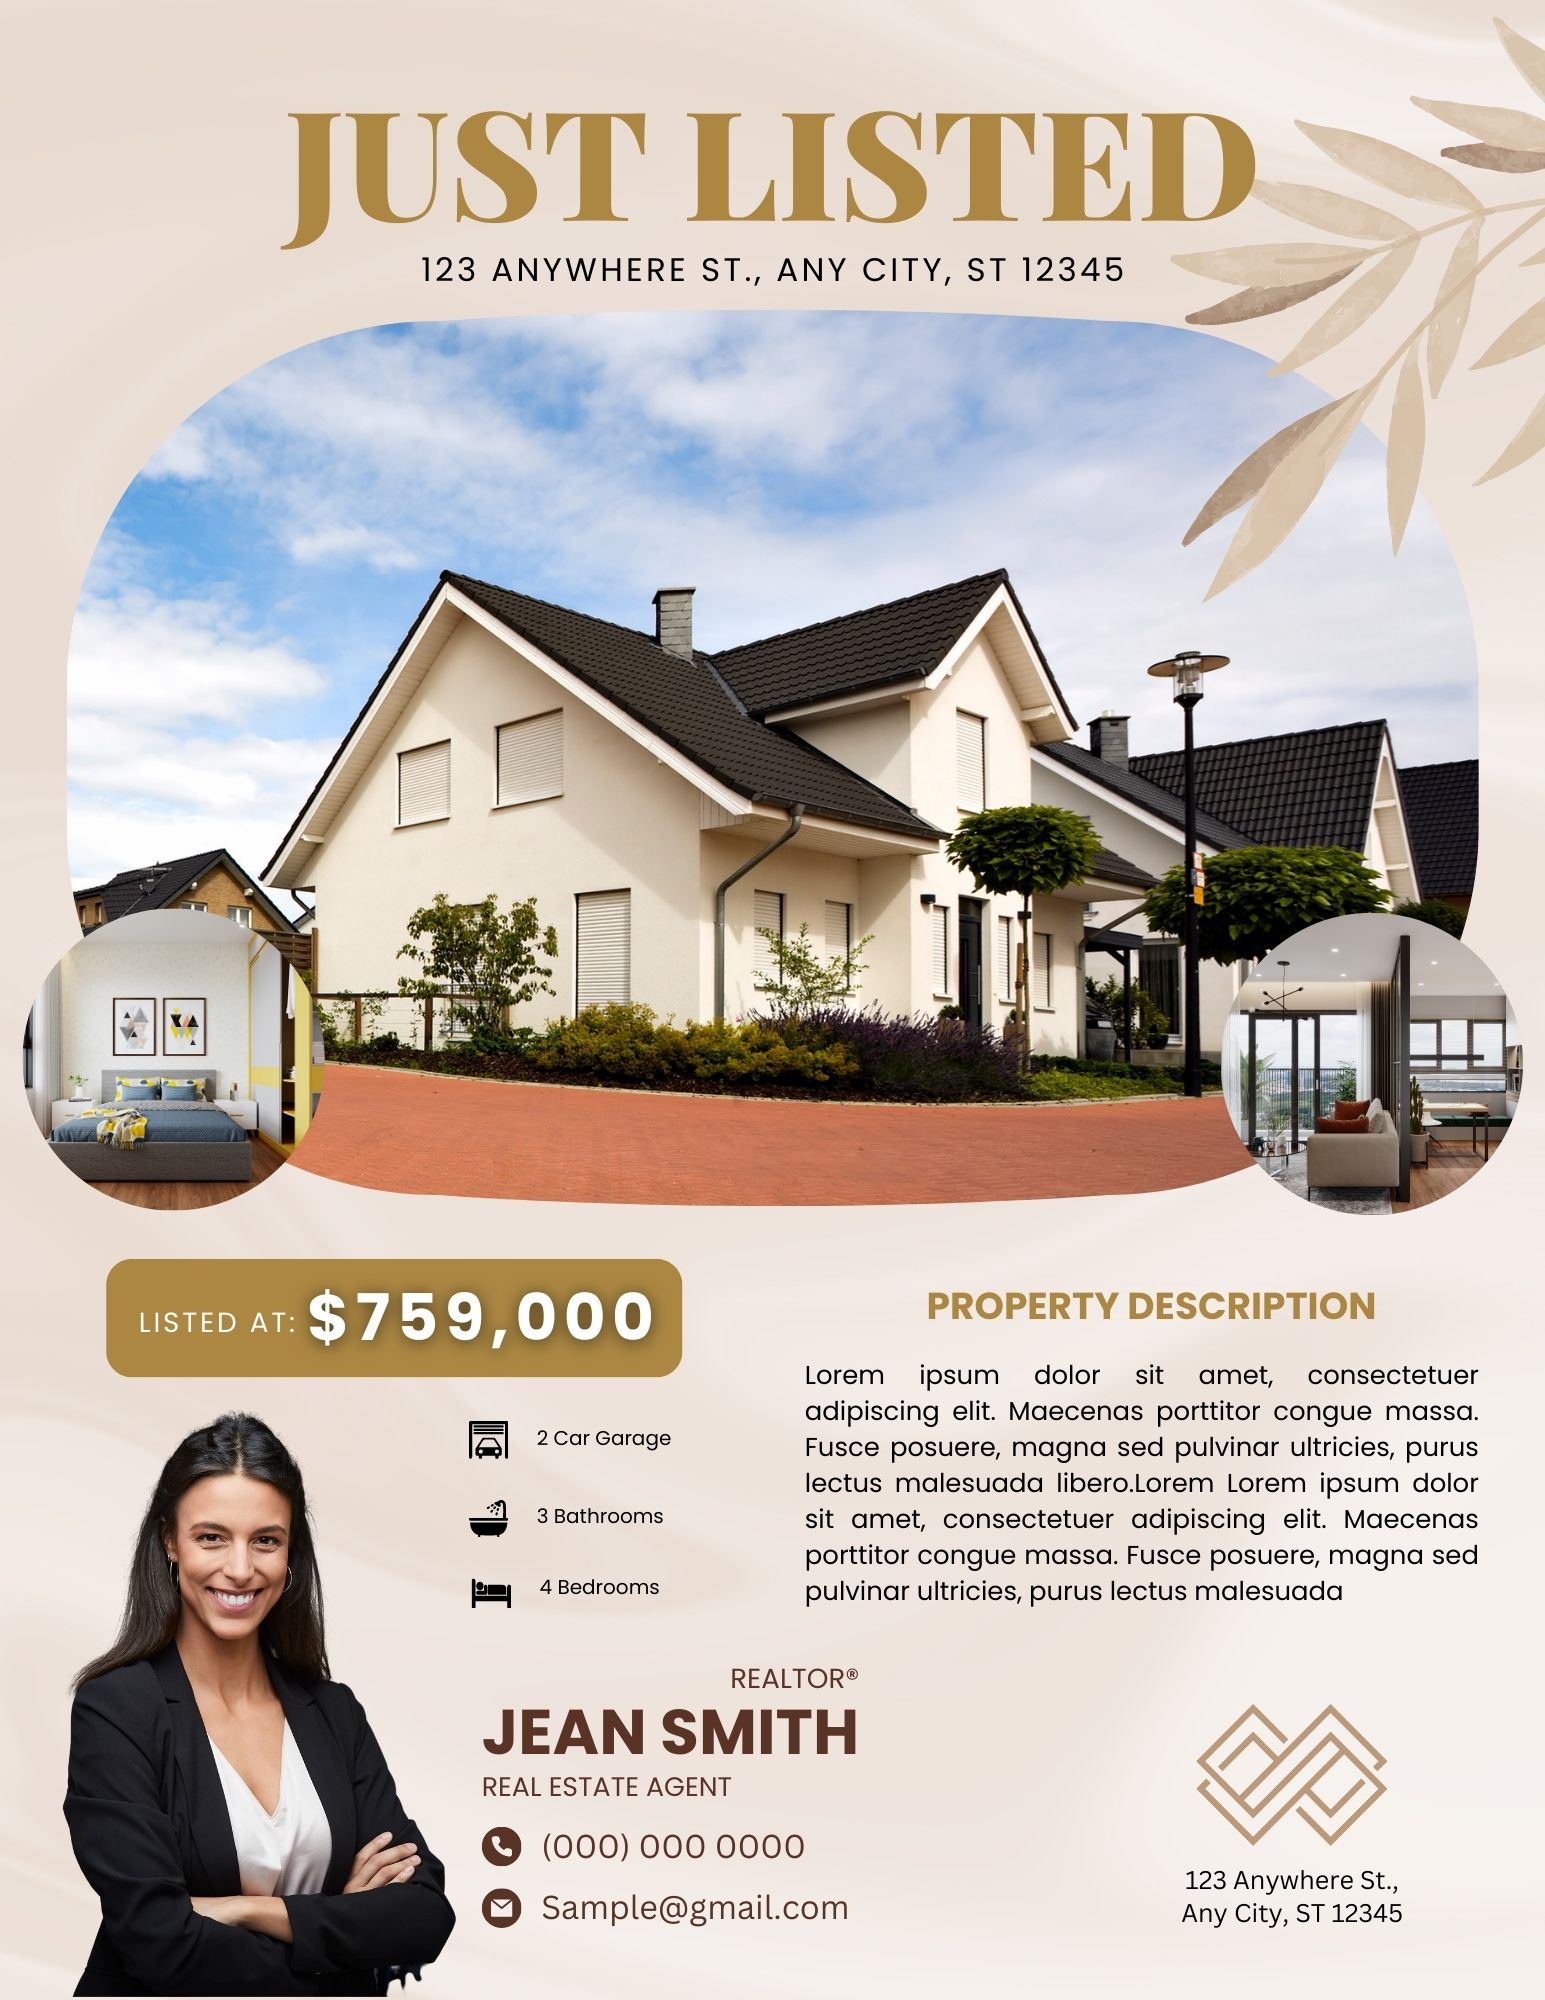 JUST LISTED
123 ANYWHERE ST., ANY CITY, ST 12345
LISTED AT: $759,000
2 Car Garage
3 Bathrooms
4 Bedrooms
PROPERTY DESCRIPTION
Lorem ipsum dolor sit amet, consectetuer
adipiscing elit. Maecenas porttitor congue massa.
Fusce posuere, magna sed pulvinar ultricies, purus
lectus malesuada libero.Lorem Lorem ipsum dolor
sit amet, consectetuer adipiscing elit. Maecenas
porttitor congue massa. Fusce posuere, magna sed
pulvinar ultricies, purus lectus malesuada
REALTOR®
JEAN SMITH
REAL ESTATE AGENT
(000) 000 0000
Sample@gmail.com
123 Anywhere St.,
Any City, ST 12345